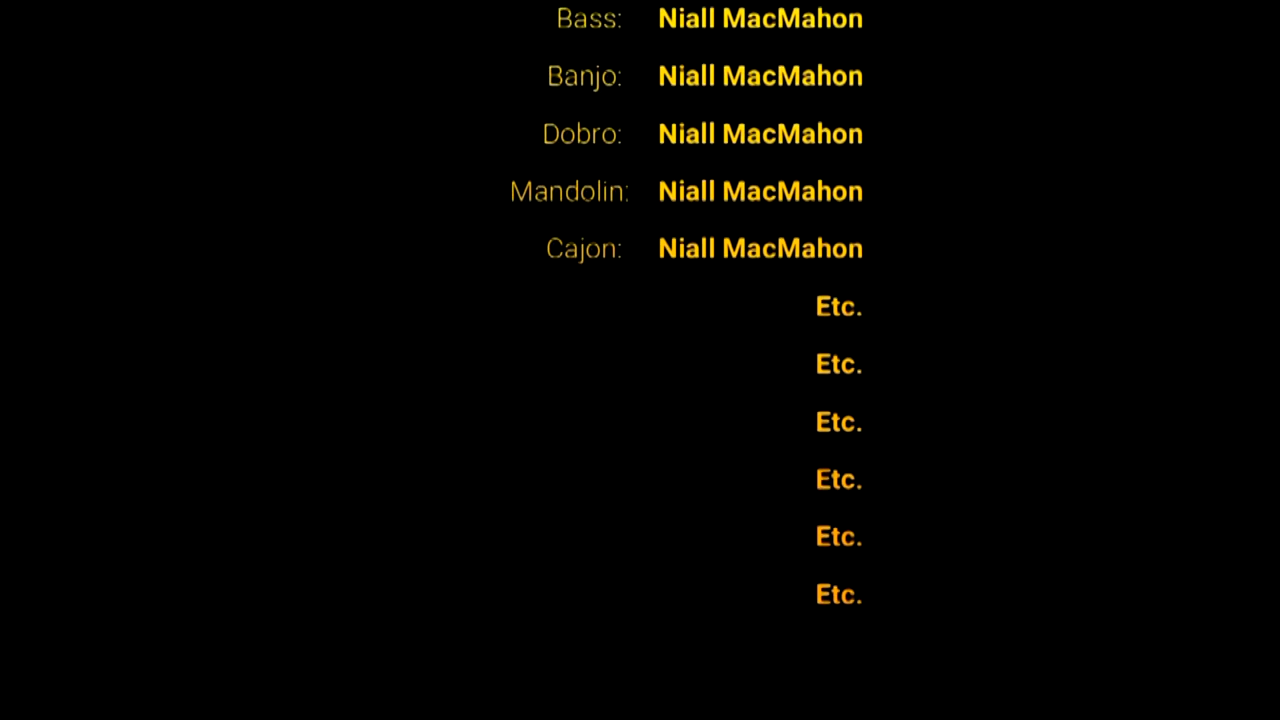 Bass: Niall MacMahon
Banjo: Niall MacMahon
Dobro: Niall MacMahon
Mandolin: Niall MacMahon
Cajon: Niall MacMahon
Etc.
Etc.
Etc.
Etc.
Etc.
Etc.